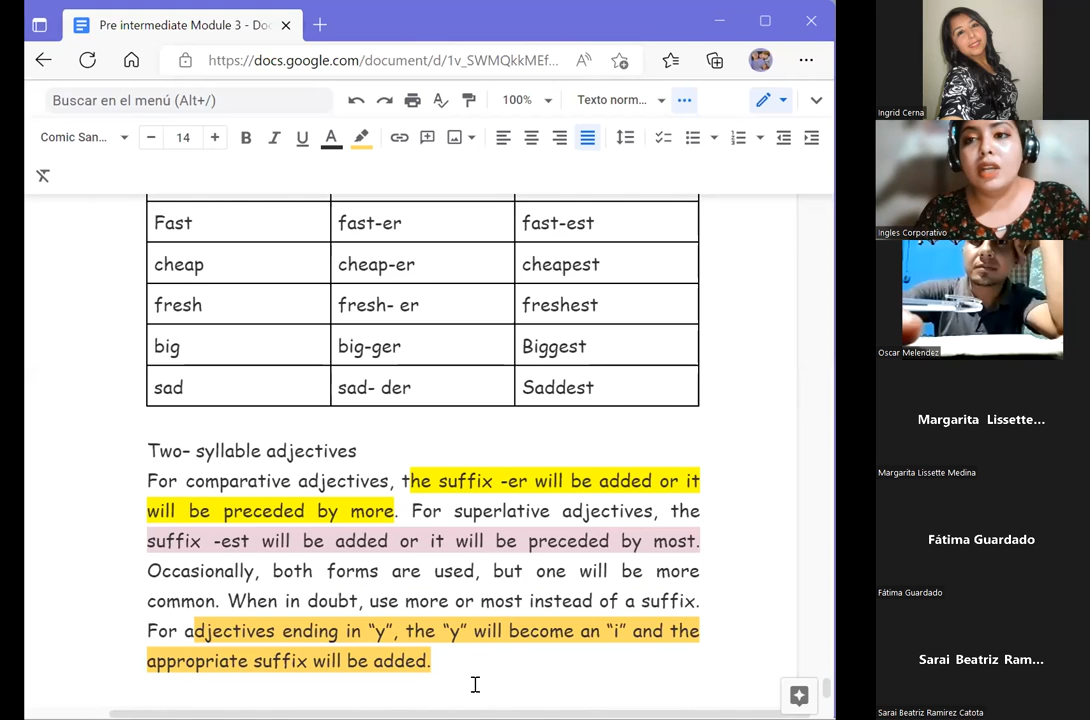 Pre intermediate Module 3 - Doc
https://docs.google.com/document/d/1v_SWMQkkMEf...
Buscar en el menú (Alt+/)
100%
Texto norm...
Comic San...
14
Fast fast-er fast-est
cheap cheap-er cheapest
fresh fresh- er freshest
big big-ger Biggest
sad sad- der Saddest
Two- syllable adjectives
For comparative adjectives, the suffix -er will be added or it
will be preceded by more. For superlative adjectives, the
suffix -est will be added or it will be preceded by most.
Occasionally, both forms are used, but one will be more
common. When in doubt, use more or most instead of a suffix.
For adjectives ending in “y”, the “y” will become an “i” and the
appropriate suffix will be added.
Ingrid Cerna
Ingles Corporativo
Oscar Melendez
Margarita Lissette...
Margarita Lissette Medina
Fátima Guardado
Fátima Guardado
Sarai Beatriz Ram...
Sarai Beatriz Ramirez Catota